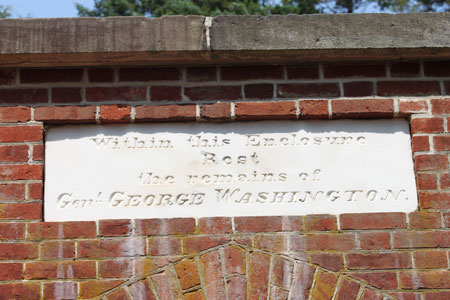 Within this Enclosure
Rest
the remains of
Genl. GEORGE WASHINGTON.